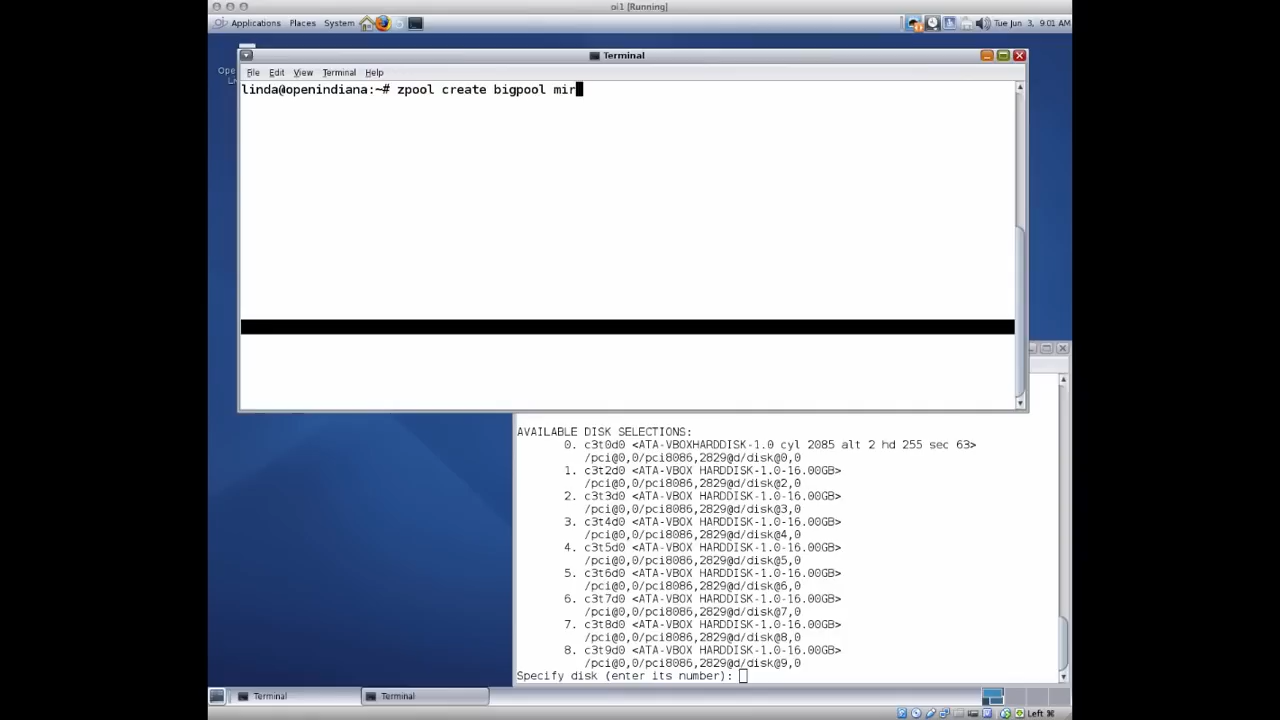 oi1 [Running]
Applications Places System
Tue Jun 3, 9:01 AM
Terminal
File Edit View Terminal Help
linda@openindiana:~# zpool create bigpool mir
AVAILABLE DISK SELECTIONS:
0. c3t0d0 <ATA-VBOXHARDDISK-1.0 cyl 2085 alt 2 hd 255 sec 63>
/pci@0,0/pci8086,2829@d/disk@0,0
1. c3t2d0 <ATA-VBOX HARDDISK-1.0-16.00GB>
/pci@0,0/pci8086,2829@d/disk@2,0
2. c3t3d0 <ATA-VBOX HARDDISK-1.0-16.00GB>
/pci@0,0/pci8086,2829@d/disk@3,0
3. c3t4d0 <ATA-VBOX HARDDISK-1.0-16.00GB>
/pci@0,0/pci8086,2829@d/disk@4,0
4. c3t5d0 <ATA-VBOX HARDDISK-1.0-16.00GB>
/pci@0,0/pci8086,2829@d/disk@5,0
5. c3t6d0 <ATA-VBOX HARDDISK-1.0-16.00GB>
/pci@0,0/pci8086,2829@d/disk@6,0
6. c3t7d0 <ATA-VBOX HARDDISK-1.0-16.00GB>
/pci@0,0/pci8086,2829@d/disk@7,0
7. c3t8d0 <ATA-VBOX HARDDISK-1.0-16.00GB>
/pci@0,0/pci8086,2829@d/disk@8,0
8. c3t9d0 <ATA-VBOX HARDDISK-1.0-16.00GB>
/pci@0,0/pci8086,2829@d/disk@9,0
Specify disk (enter its number):
Terminal Terminal
Left ⌘